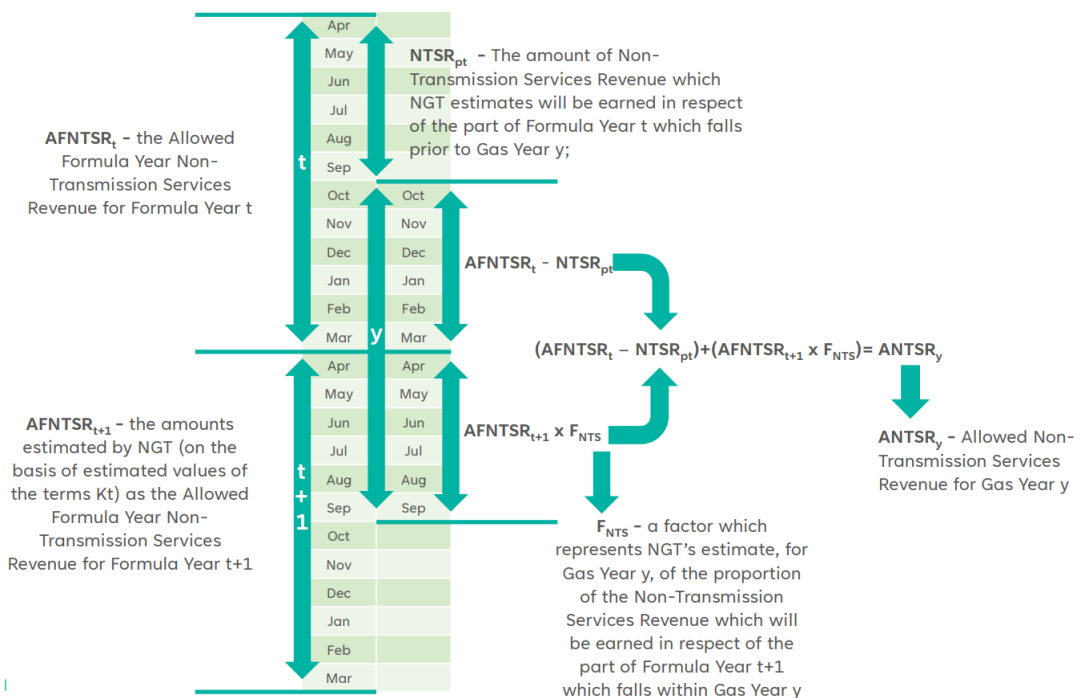 AFNTSRt - the Allowed
Formula Year Non-
Transmission Services
Revenue for Formula Year t
AFNTSRt+1 - the amounts
estimated by NGT (on the
basis of estimated values of
the terms Kt) as the Allowed
Formula Year Non-
Transmission Services
Revenue for Formula Year t+1
t
t
+
1
Apr
May
Jun
Jul
Aug
Sep
Oct
Nov
Dec
Jan
Feb
Mar
Apr
May
Jun
Jul
Aug
Sep
Oct
Nov
Dec
Jan
Feb
Mar
y
Oct
Nov
Dec
Jan
Feb
Mar
Apr
May
Jun
Jul
Aug
Sep
NTSRpt - The amount of Non-
Transmission Services Revenue which
NGT estimates will be earned in respect
of the part of Formula Year t which falls
prior to Gas Year y;
AFNTSRt - NTSRpt
(AFNTSRt – NTSRpt)+(AFNTSRt+1 x FNTS)= ANTSRy
AFNTSRt+1 x FNTS
ANTSRy - Allowed Non-
Transmission Services
Revenue for Gas Year y
FNTS - a factor which
represents NGT's estimate, for
Gas Year y, of the proportion
of the Non-Transmission
Services Revenue which will
be earned in respect of the
part of Formula Year t+1
which falls within Gas Year y